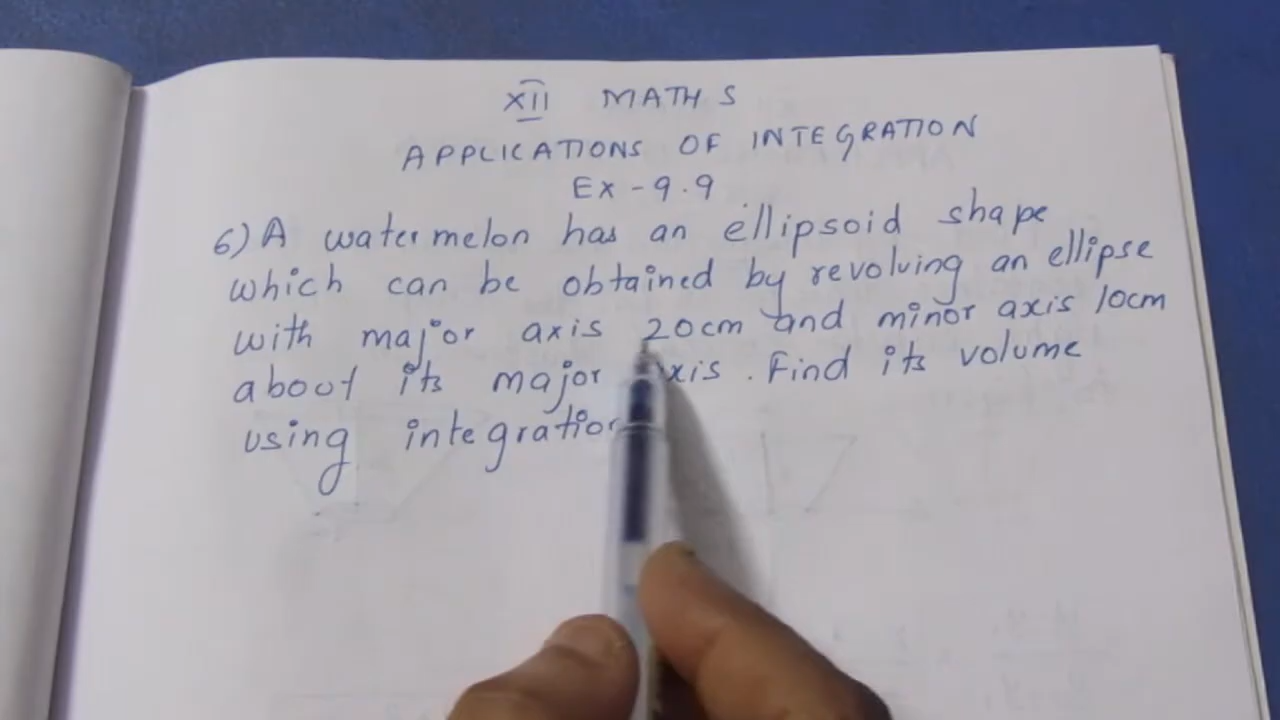 XII MATHS
APPLICATIONS OF INTEGRATION
Ex - 9.9
6) A watermelon has an ellipsoid shape
which can be obtained by revolving an ellipse
with major axis 20cm and minor axis 10cm
about its major axis. Find its volume
using integration